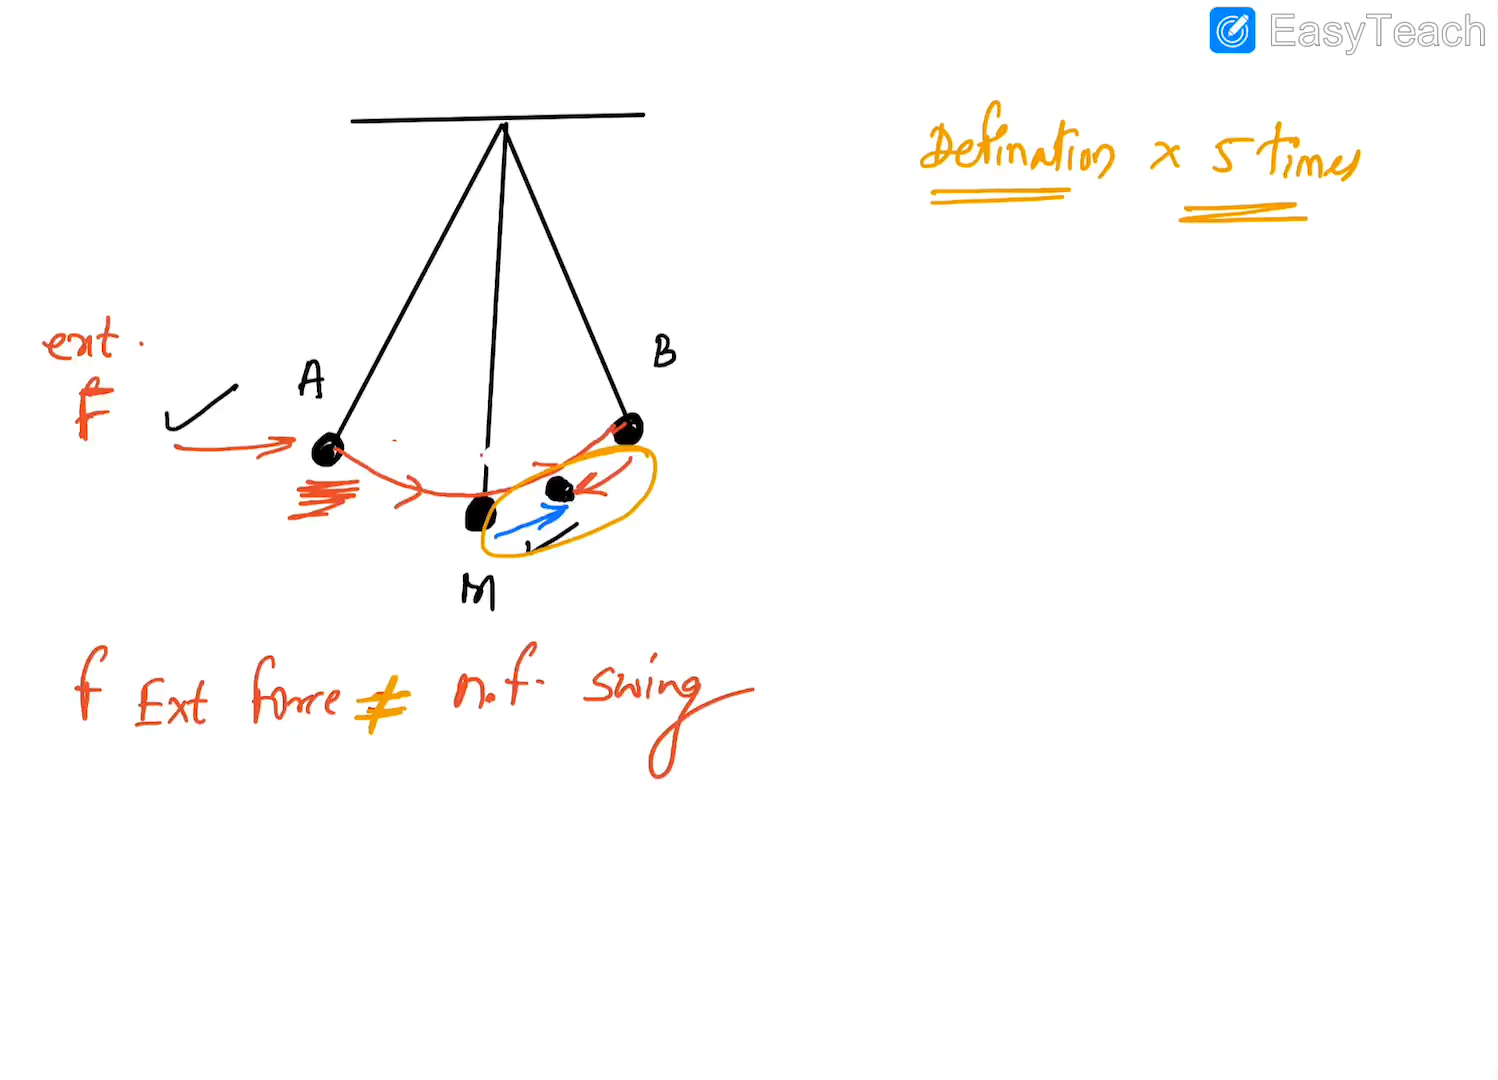 EasyTeach
Defination x 5 times
ext.
F
A
B
M
f Ext force ≠ n.f. swing